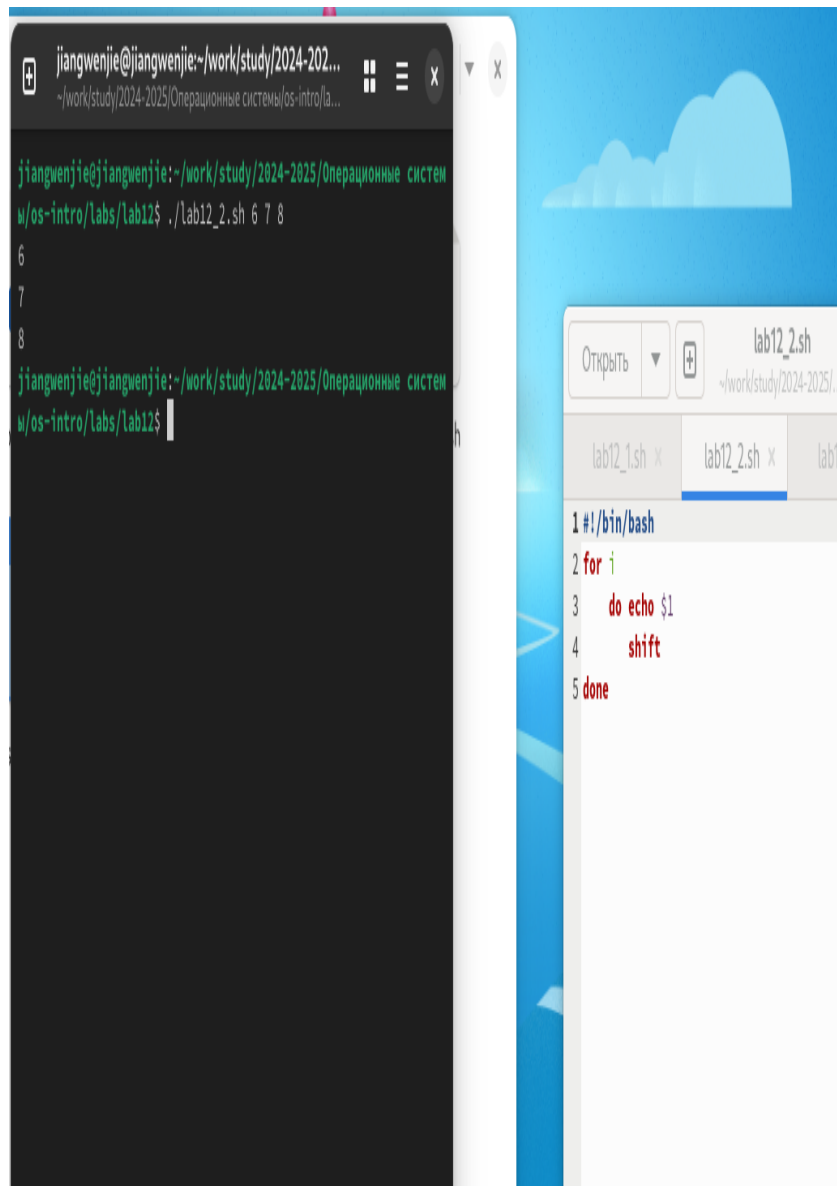 jiangwenjie@jiangwenjie:~/work/study/2024-202...
~/work/study/2024-2025/Операционные системы/os-intro/la...
jiangwenjie@jiangwenjie:~/work/study/2024-2025/Операционные систем
ы/os-intro/labs/lab12$ ./lab12_2.sh 6 7 8
6
7
8
jiangwenjie@jiangwenjie:~/work/study/2024-2025/Операционные систем
ы/os-intro/labs/lab12$
h
Открыть
lab12_2.sh
~/work/study/2024-2025/.
lab12_1.sh × lab12_2.sh × lab1
1 #!/bin/bash
2 for i
3 do echo $1
4 shift
5 done